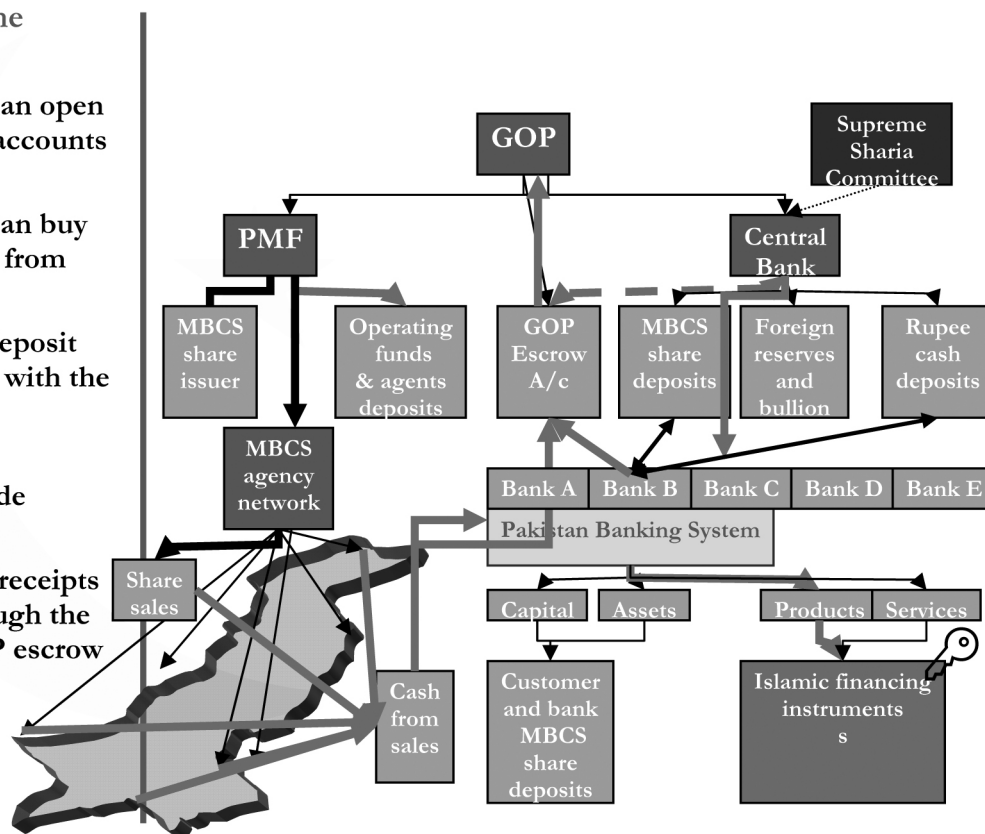 ne
an open
accounts
an buy
from
deposit
with the
de
receipts
ugh the
P escrow
GOP
Supreme
Sharia
Committee
PMF
Central
Bank
MBCS
share
issuer
Operating
funds
& agents
deposits
GOP
Escrow
A/c
MBCS
share
deposits
Foreign
reserves
and
bullion
Rupee
cash
deposits
MBCS
agency
network
Bank A
Bank B
Bank C
Bank D
Bank E
Pakistan Banking System
Share
sales
Capital
Assets
Products
Services
Cash
from
sales
Customer
and bank
MBCS
share
deposits
Islamic financing
instruments
s